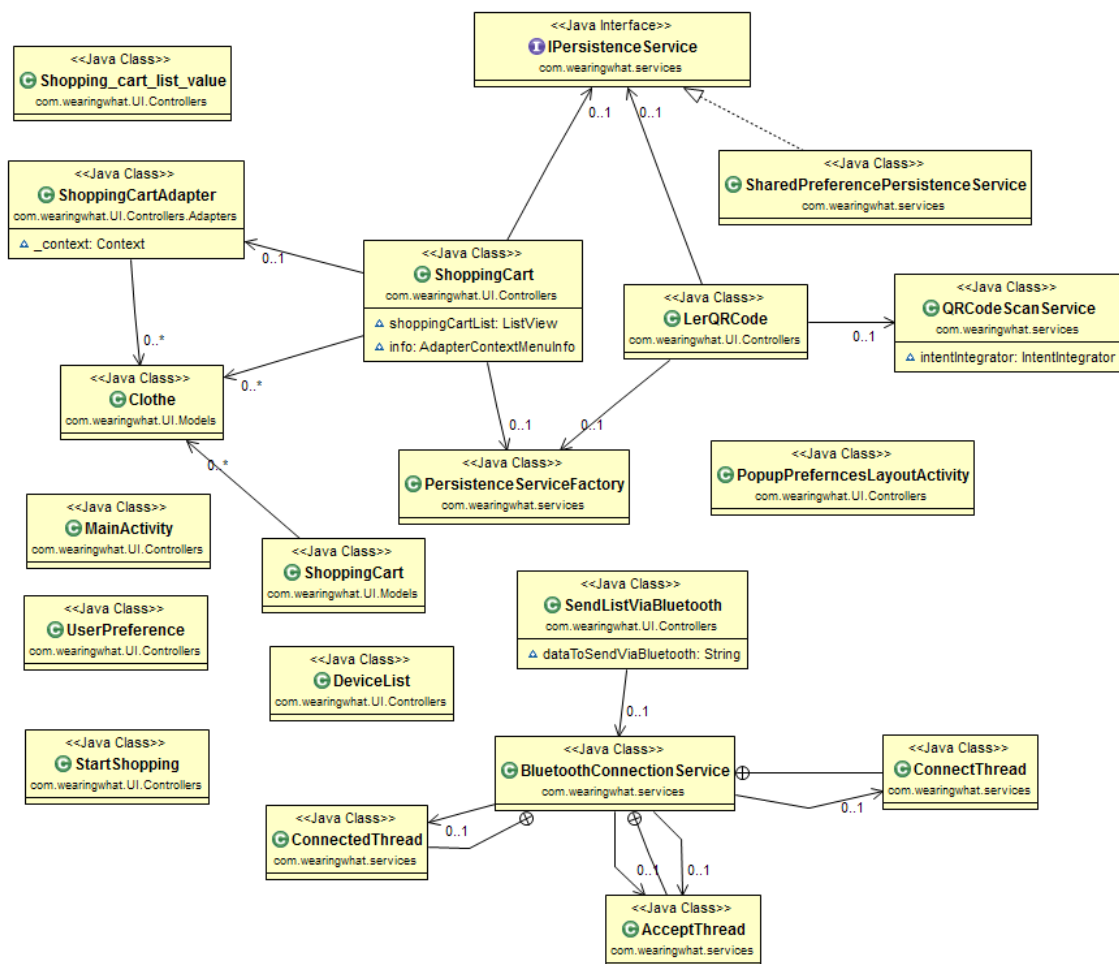 <<Java Interface>>
IPersistenceService
com.wearingwhat.services
<<Java Class>>
Shopping_cart_list_value
com.wearingwhat.UI.Controllers
0..1
0..1
<<Java Class>>
SharedPreferencePersistenceService
com.wearingwhat.services
<<Java Class>>
ShoppingCartAdapter
com.wearingwhat.UI.Controllers.Adapters
_context: Context
0..1
<<Java Class>>
ShoppingCart
com.wearingwhat.UI.Controllers
shoppingCartList: ListView
info: AdapterContextMenuInfo
<<Java Class>>
LerQRCode
com.wearingwhat.UI.Controllers
0..1
<<Java Class>>
QRCodeScanService
com.wearingwhat.services
intentIntegrator: IntentIntegrator
0..*
0..*
<<Java Class>>
Clothe
com.wearingwhat.UI.Models
0..*
0..1
0..1
<<Java Class>>
PersistenceServiceFactory
com.wearingwhat.services
<<Java Class>>
PopupPreferncesLayoutActivity
com.wearingwhat.UI.Controllers
<<Java Class>>
MainActivity
com.wearingwhat.UI.Controllers
<<Java Class>>
ShoppingCart
com.wearingwhat.UI.Models
<<Java Class>>
SendListViaBluetooth
com.wearingwhat.UI.Controllers
dataToSendViaBluetooth: String
<<Java Class>>
UserPreference
com.wearingwhat.UI.Controllers
<<Java Class>>
DeviceList
com.wearingwhat.UI.Controllers
0..1
<<Java Class>>
StartShopping
com.wearingwhat.UI.Controllers
<<Java Class>>
BluetoothConnectionService
com.wearingwhat.services
<<Java Class>>
ConnectThread
com.wearingwhat.services
0..1
<<Java Class>>
ConnectedThread
com.wearingwhat.services
0..1
0..1
0..1
<<Java Class>>
AcceptThread
com.wearingwhat.services